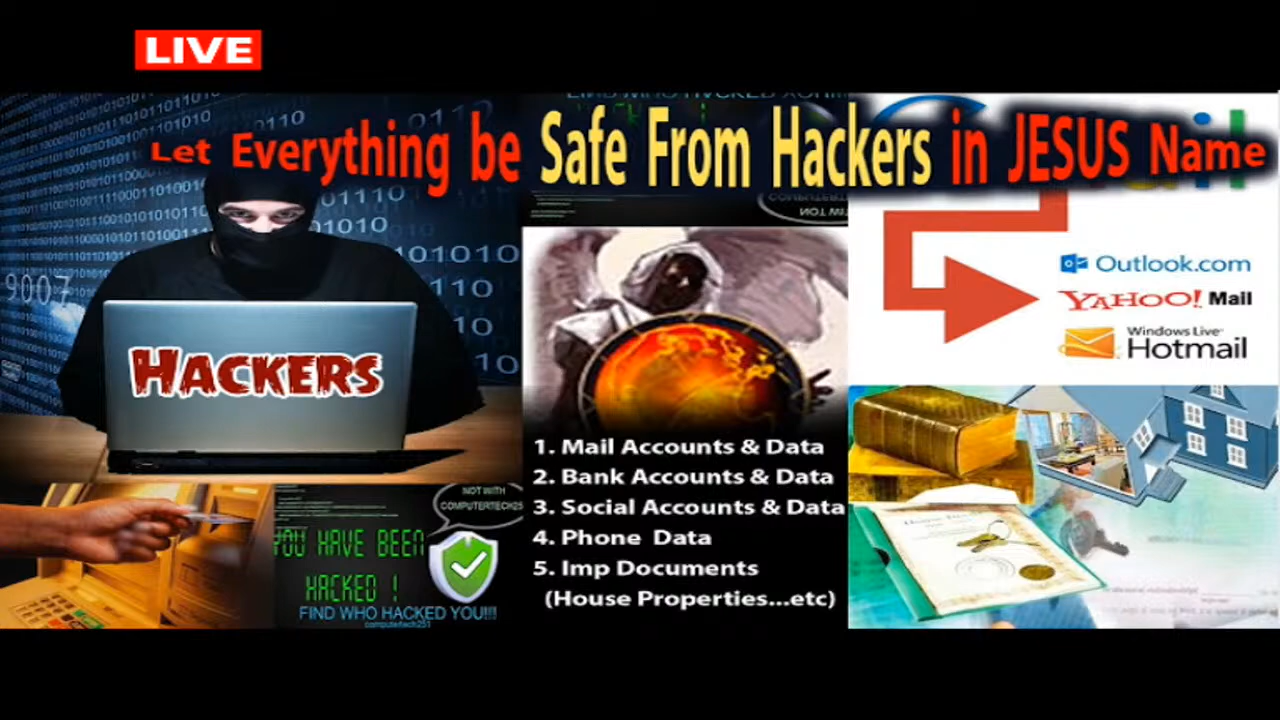 LIVE
Let Everything be Safe From Hackers in JESUS Name
9007
HACKERS
Outlook.com
YAHOO! Mail
Windows Live
Hotmail
1. Mail Accounts & Data
2. Bank Accounts & Data
3. Social Accounts & Data
4. Phone Data
5. Imp Documents
(House Properties...etc)
NOT WITH
COMPUTERTECH25
YOU HAVE BEEN
HACKED !
FIND WHO HACKED YOU!!!
computertech251